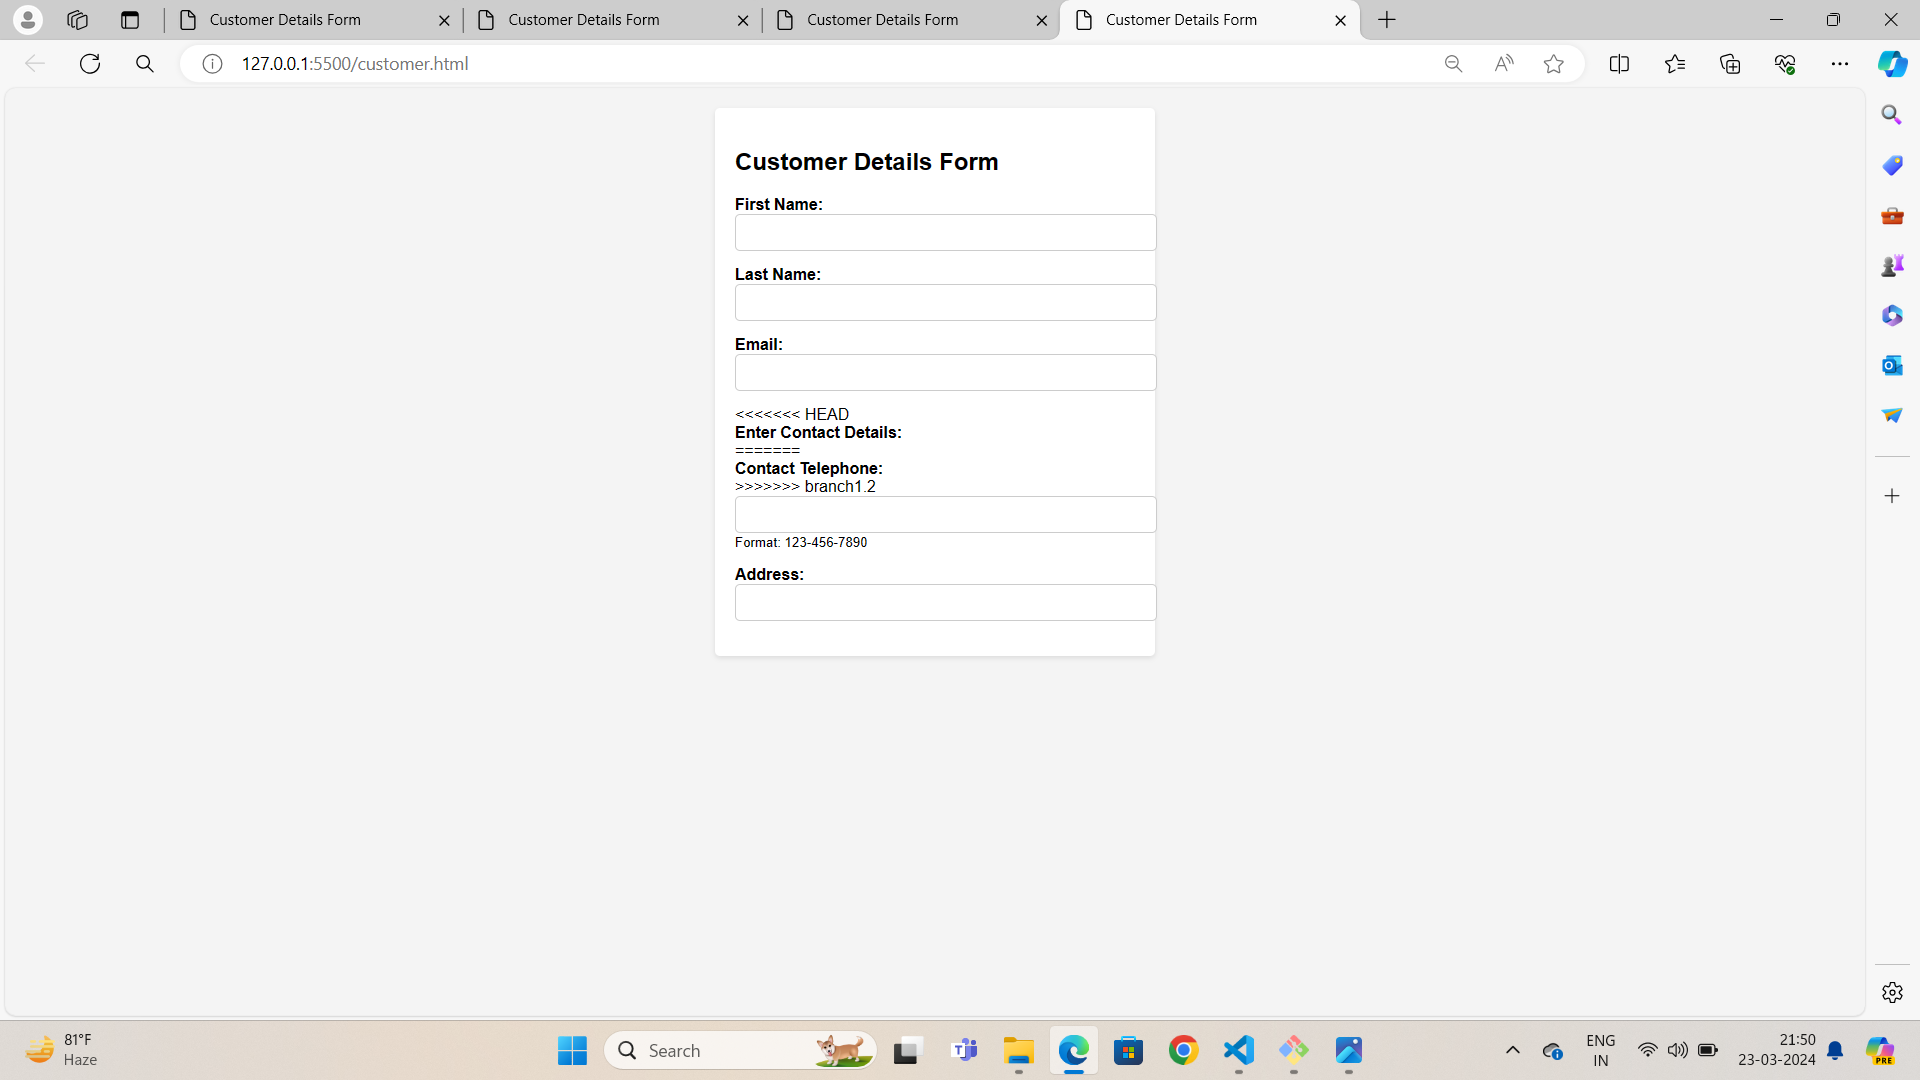 Customer Details Form
Customer Details Form
Customer Details Form
Customer Details Form
127.0.0.1:5500/customer.html
Customer Details Form
First Name:
Last Name:
Email:
<<<<<<< HEAD
Enter Contact Details:
=======
Contact Telephone:
>>>>>>> branch1.2
Format: 123-456-7890
Address:
81°F
Haze
Search
ENG
IN
21:50
23-03-2024
PRE